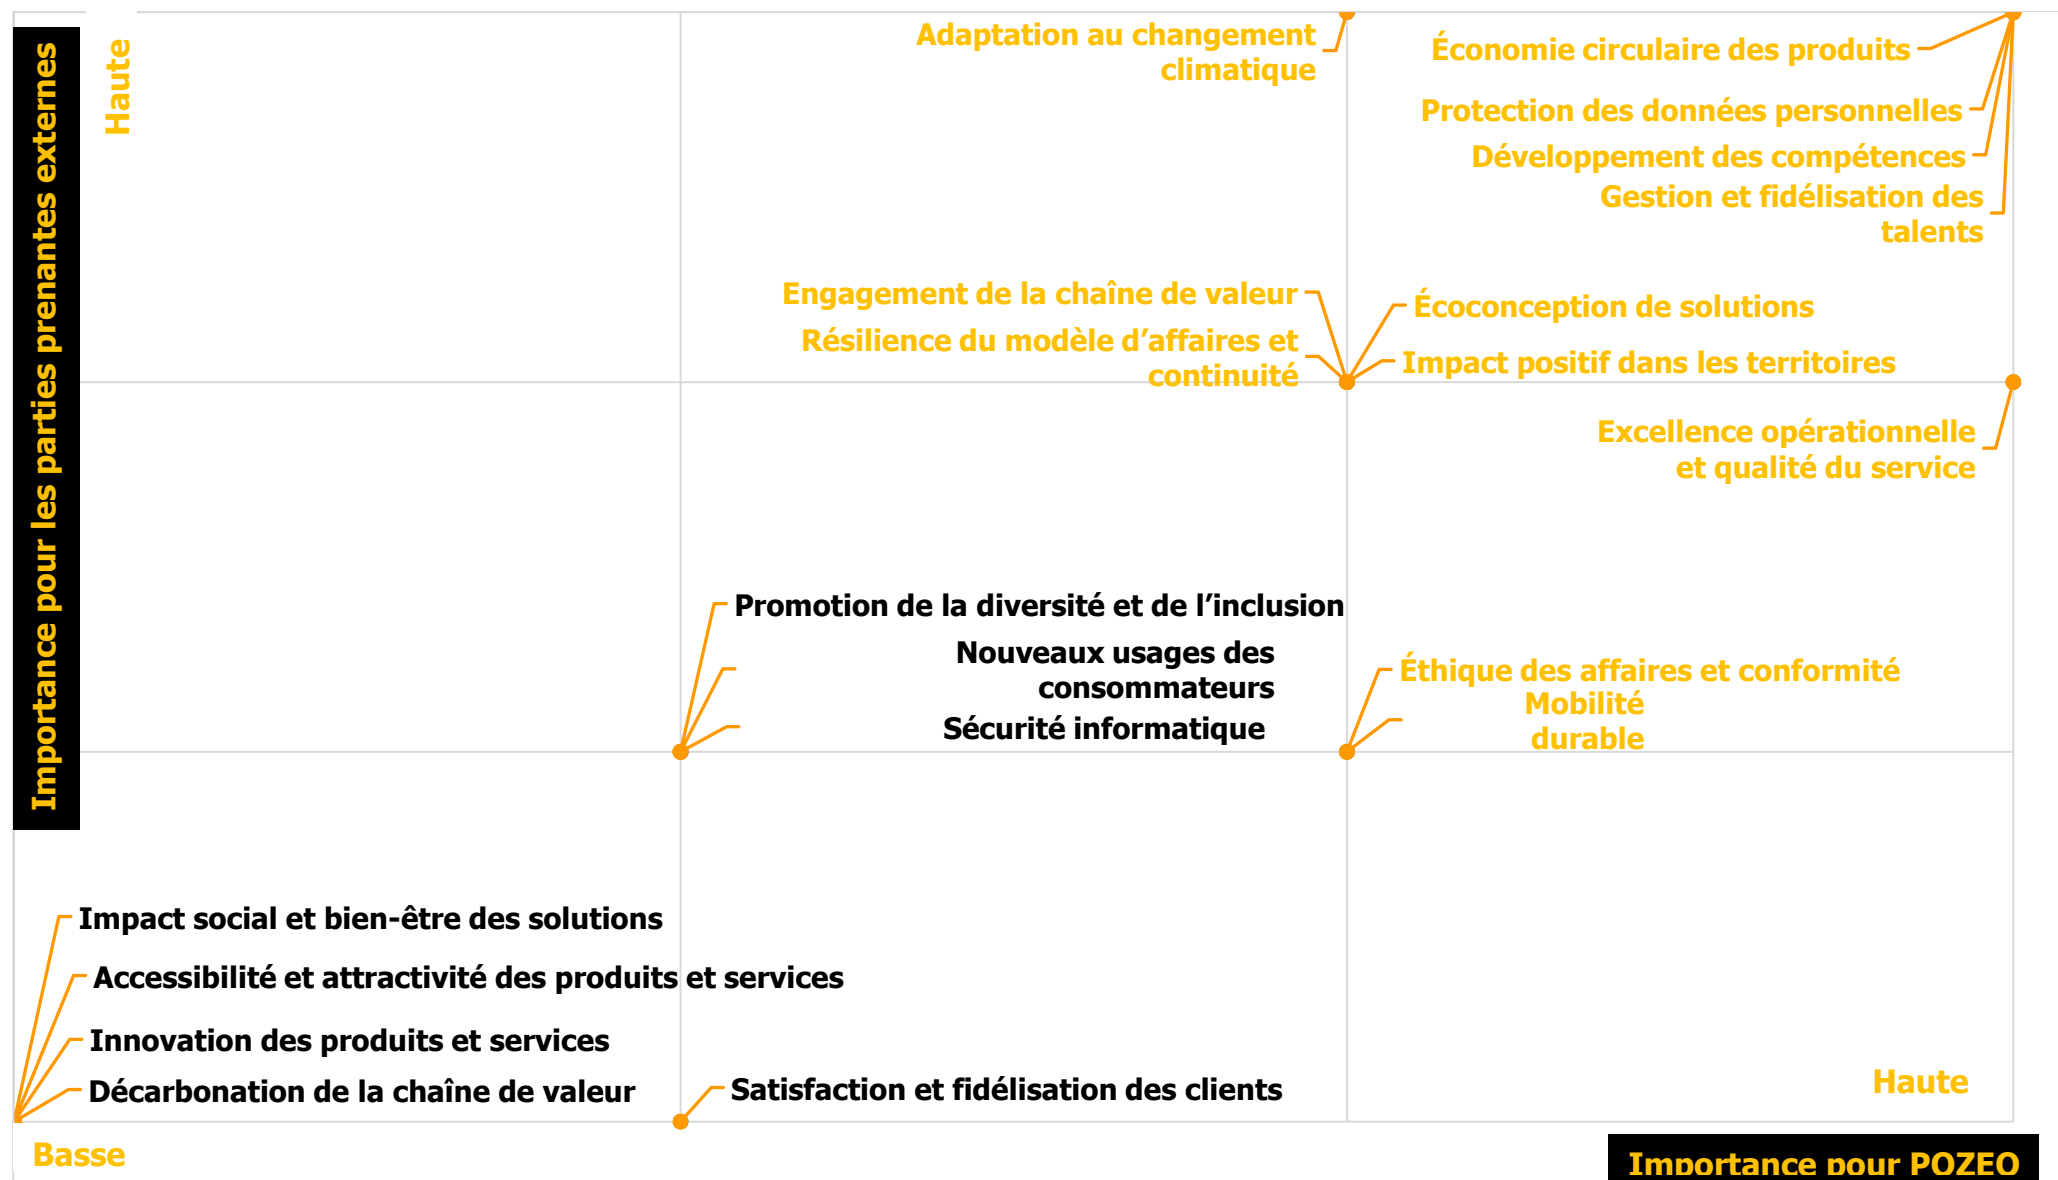 Importance pour les parties prenantes externes
Haute
Adaptation au changement
climatique
Économie circulaire des produits
Protection des données personnelles
Développement des compétences
Gestion et fidélisation des
talents
Engagement de la chaîne de valeur
Résilience du modèle d’affaires et
continuité
Écoconception de solutions
Impact positif dans les territoires
Excellence opérationnelle
et qualité du service
Promotion de la diversité et de l’inclusion
Nouveaux usages des
consommateurs
Sécurité informatique
Éthique des affaires et conformité
Mobilité
durable
Impact social et bien-être des solutions
Accessibilité et attractivité des produits et services
Innovation des produits et services
Décarbonation de la chaîne de valeur
Satisfaction et fidélisation des clients
Haute
Basse
Importance pour POZEO